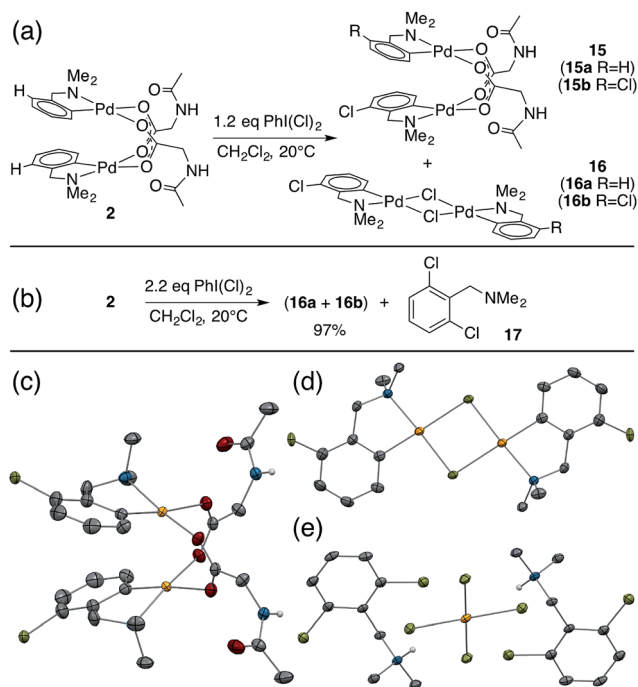 (a)
H
N
Me2
Pd
O
O
O
NH
H
Pd
O
O
O
NH
N
Me2
O
2
1.2 eq PhI(Cl)2
CH2Cl2, 20°C
R
N
Me2
Pd
O
O
O
NH
Cl
Pd
O
O
NH
N
Me2
O
15
(15a R=H)
(15b R=Cl)
+
Cl
Pd
Cl
Cl
Pd
N
Me2
Me2
N
R
16
(16a R=H)
(16b R=Cl)
(b)
2
2.2 eq PhI(Cl)2
CH2Cl2, 20°C
(16a + 16b)
97%
+
Cl
NMe2
Cl
17
(c)
(d)
(e)